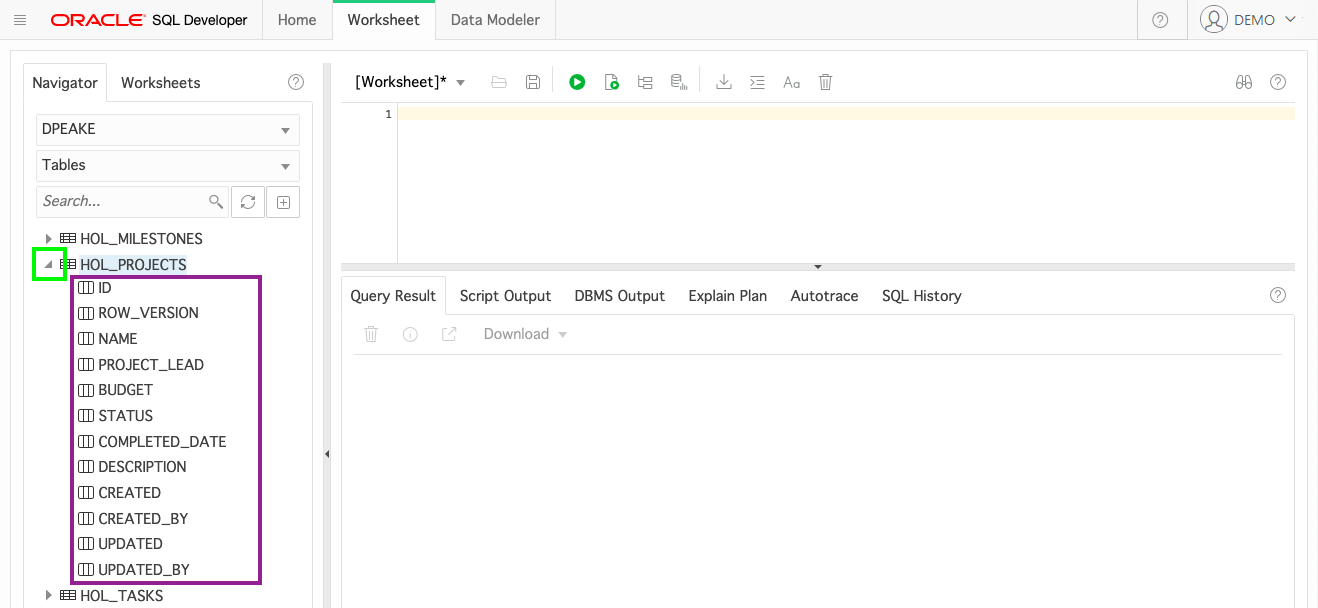 ORACLE SQL Developer Home Worksheet Data Modeler ? DEMO
Navigator Worksheets ?
DPEAKE
Tables
Search...
HOL_MILESTONES
HOL_PROJECTS
ID
ROW_VERSION
NAME
PROJECT_LEAD
BUDGET
STATUS
COMPLETED_DATE
DESCRIPTION
CREATED
CREATED_BY
UPDATED
UPDATED_BY
HOL_TASKS
[Worksheet]* Aa ?
1
Query Result Script Output DBMS Output Explain Plan Autotrace SQL History ?
Download